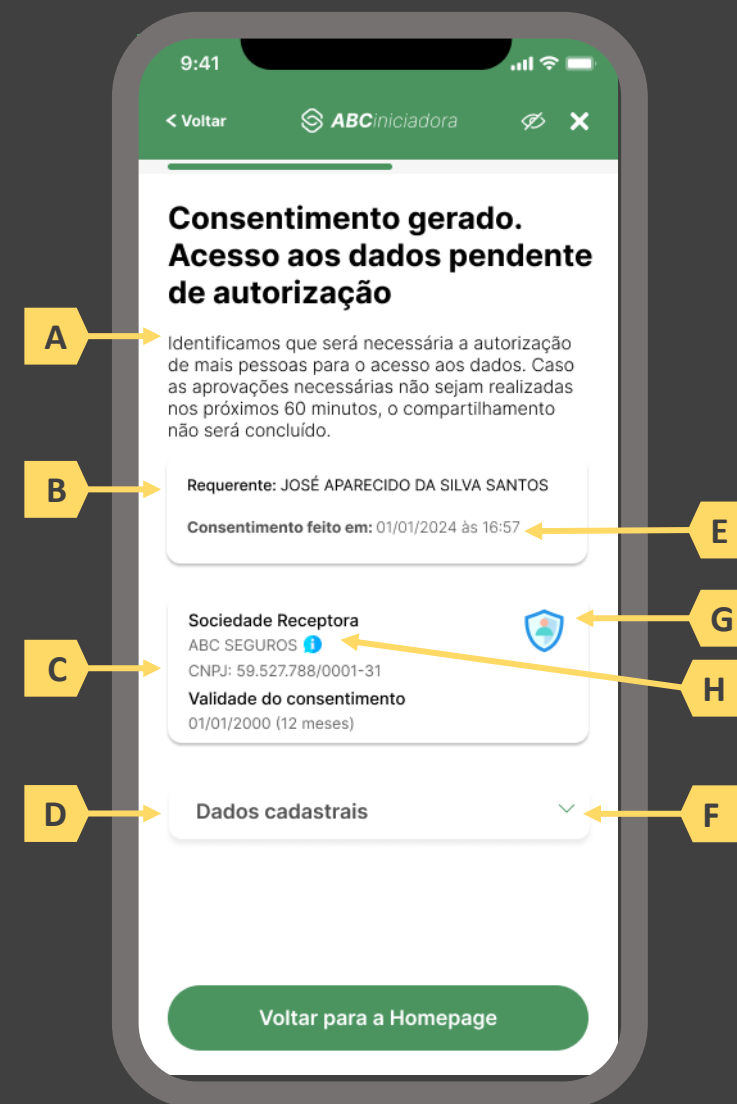 9:41
< Voltar
ABCiniciadora
Consentimento gerado.
Acesso aos dados pendente
de autorização
A
Identificamos que será necessária a autorização
de mais pessoas para o acesso aos dados. Caso
as aprovações necessárias não sejam realizadas
nos próximos 60 minutos, o compartilhamento
não será concluído.
B
Requerente: JOSÉ APARECIDO DA SILVA SANTOS
Consentimento feito em: 01/01/2024 às 16:57
E
Sociedade Receptora
G
ABC SEGUROS
CNPJ: 59.527.788/0001-31
C
H
Validade do consentimento
01/01/2000 (12 meses)
D
Dados cadastrais
F
Voltar para a Homepage